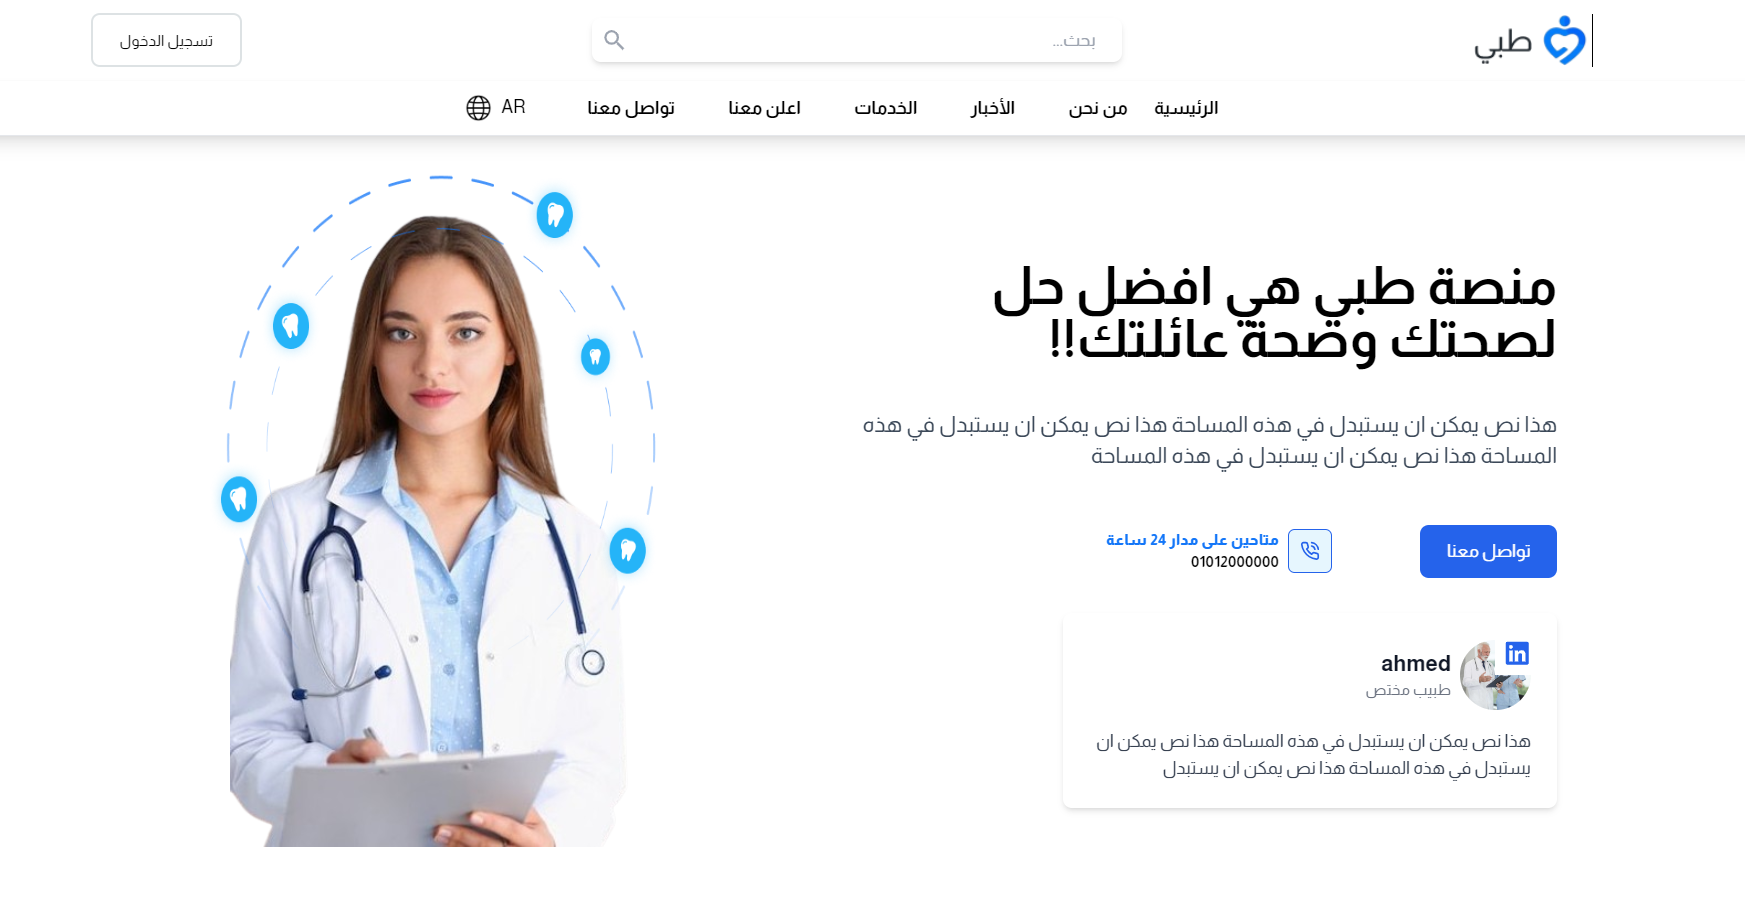 طبي
بحث...
تسجيل الدخول
الرئيسية
من نحن
الأخبار
الخدمات
اعلن معنا
تواصل معنا
AR
منصة طبي هي افضل حل
لصحتك وصحة عائلتك!!
هذا نص يمكن ان يستبدل في هذه المساحة هذا نص يمكن ان يستبدل في هذه
المساحة هذا نص يمكن ان يستبدل في هذه المساحة
تواصل معنا
متاحين على مدار 24 ساعة
01012000000
in
ahmed
طبيب مختص
هذا نص يمكن ان يستبدل في هذه المساحة هذا نص يمكن ان
يستبدل في هذه المساحة هذا نص يمكن ان يستبدل